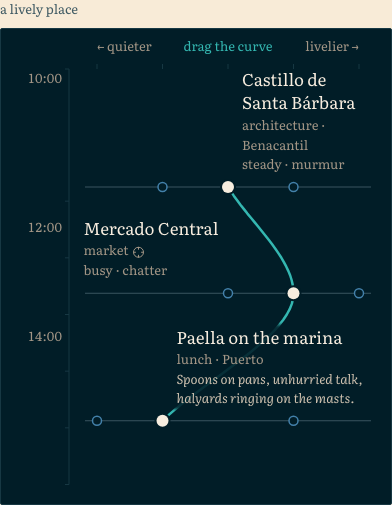 a lively place
← quieter
drag the curve
livelier →
10:00
Castillo de
Santa Bárbara
architecture ·
Benacantil
steady · murmur
12:00
Mercado Central
market
busy · chatter
14:00
Paella on the marina
lunch · Puerto
Spoons on pans, unhurried talk,
halyards ringing on the masts.